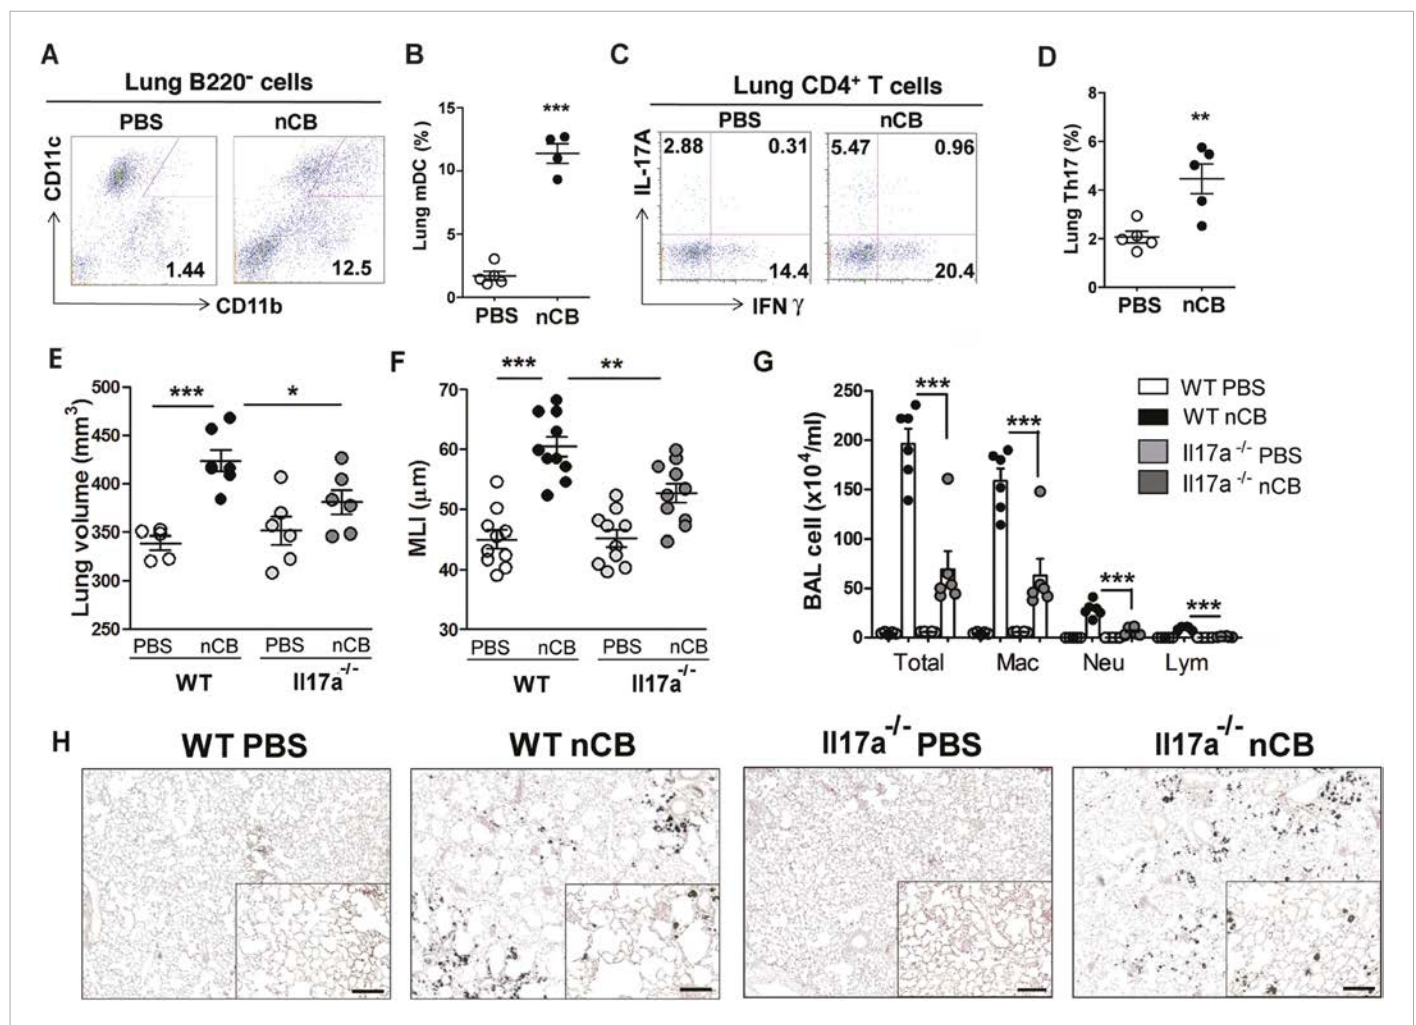 A
Lung B220- cells
PBS
nCB
CD11c
1.44
12.5
CD11b
B
Lung mDC (%)
15
10
5
0
***
PBS
nCB
C
Lung CD4+ T cells
PBS
nCB
IL-17A
2.88
0.31
5.47
0.96
14.4
20.4
IFN γ
D
Lung Th17 (%)
8
6
4
2
0
**
PBS
nCB
E
Lung volume (mm3)
500
450
400
350
300
250
***
*
PBS
nCB
PBS
nCB
WT
Il17a-/-
F
MLI (μm)
70
60
50
40
30
***
**
PBS
nCB
PBS
nCB
WT
Il17a-/-
G
BAL cell (x104/ml)
250
200
150
100
50
0
***
***
***
***
Total
Mac
Neu
Lym
WT PBS
WT nCB
Il17a-/- PBS
Il17a-/- nCB
H
WT PBS
WT nCB
Il17a-/- PBS
Il17a-/- nCB